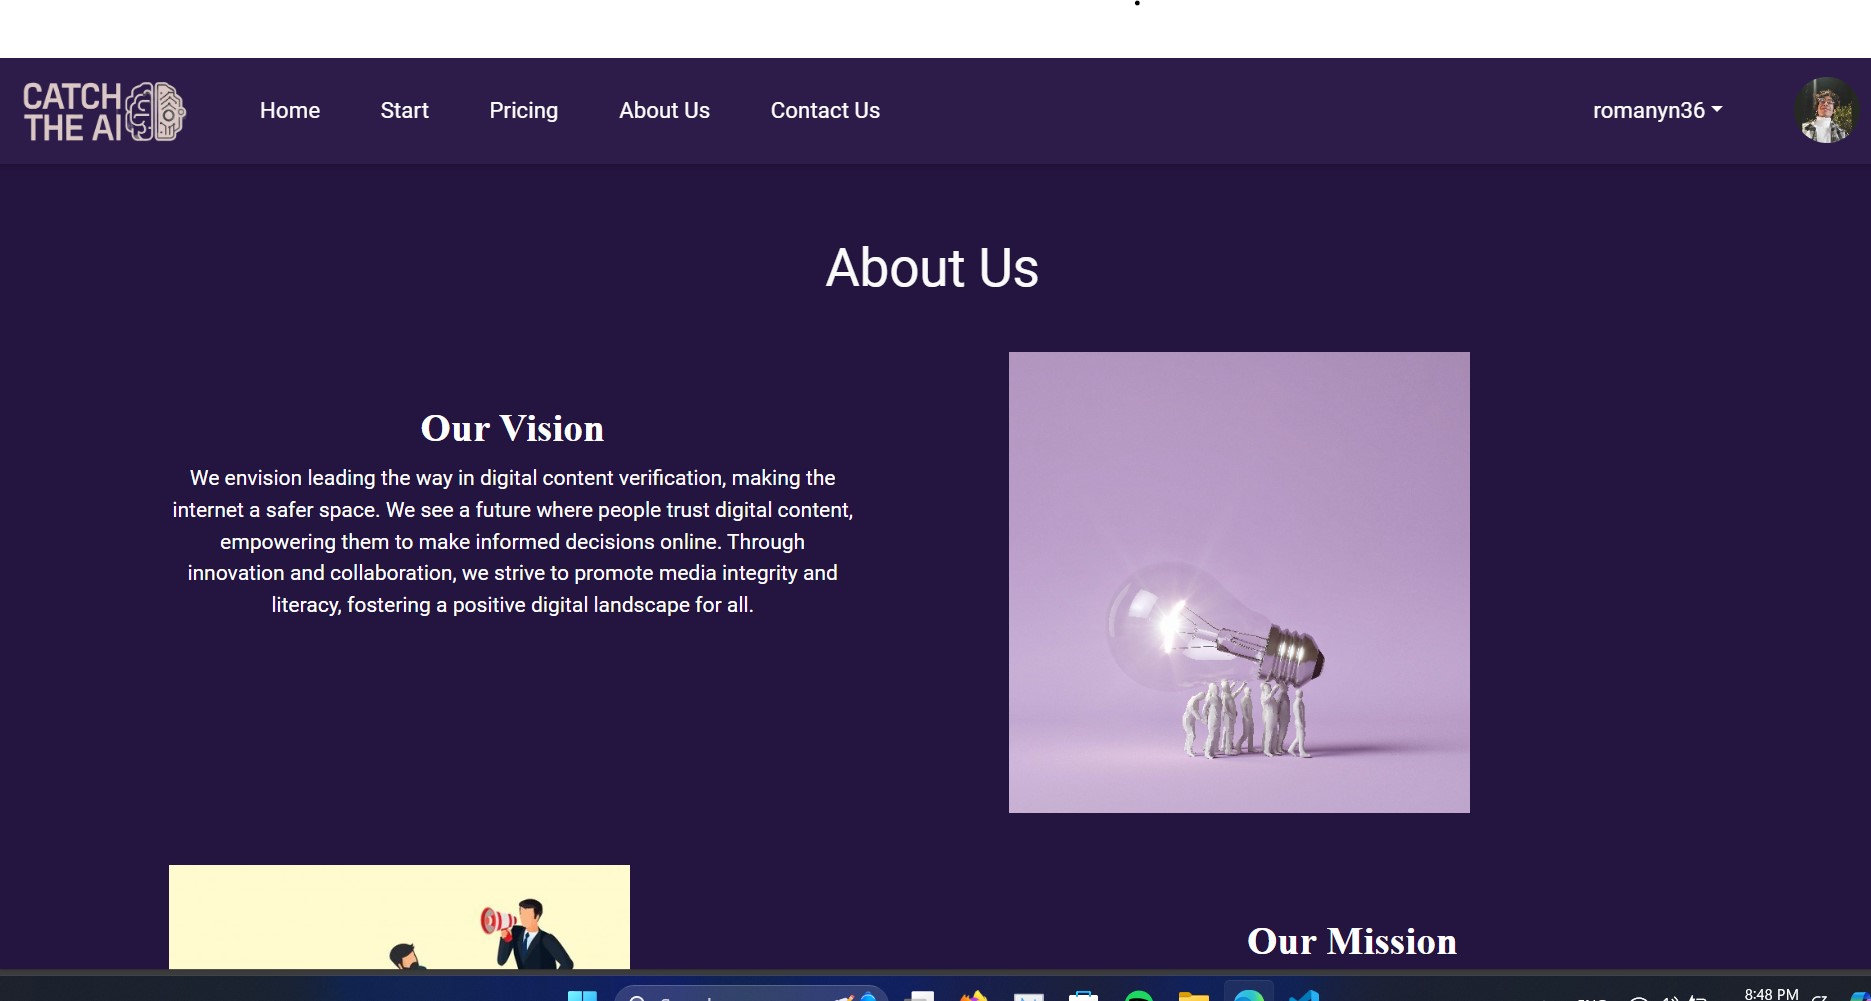 CATCH
THE AI
Home Start Pricing About Us Contact Us romanyn36
About Us
Our Vision
We envision leading the way in digital content verification, making the
internet a safer space. We see a future where people trust digital content,
empowering them to make informed decisions online. Through
innovation and collaboration, we strive to promote media integrity and
literacy, fostering a positive digital landscape for all.
Our Mission
8:48 PM